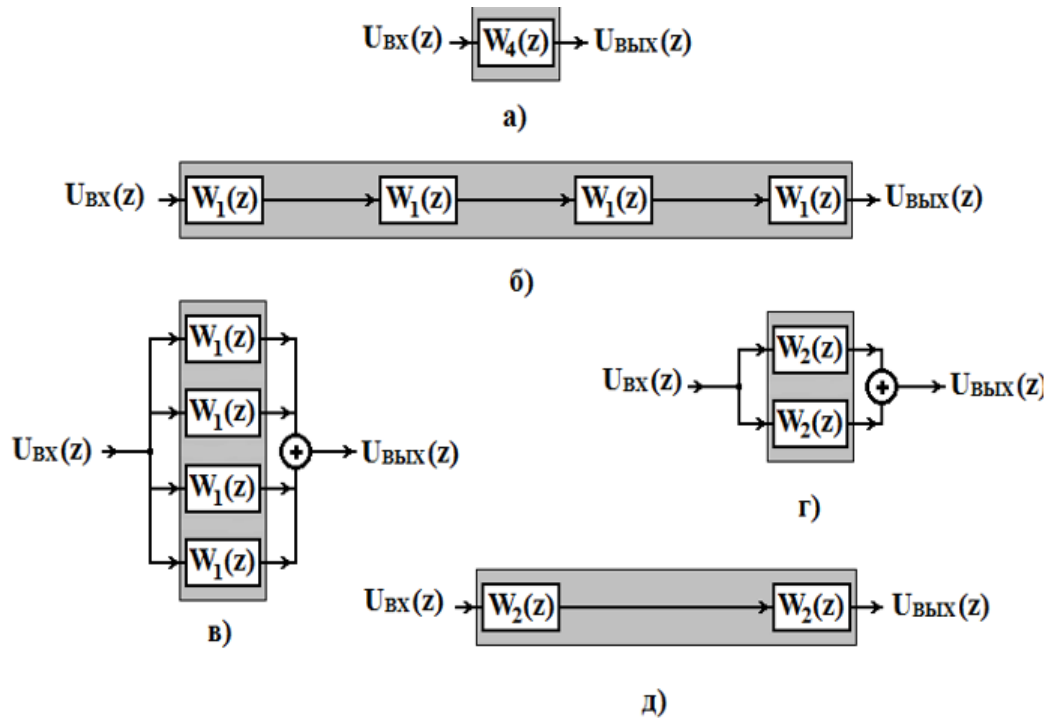 Uвх(z) W₄(z) Uвых(z)
а)
Uвх(z) W₁(z) W₁(z) W₁(z) W₁(z) Uвых(z)
б)
W₁(z)
W₁(z)
Uвх(z) + Uвых(z)
W₁(z)
W₁(z)
в)
W₂(z)
Uвх(z) + Uвых(z)
W₂(z)
г)
Uвх(z) W₂(z) W₂(z) Uвых(z)
д)